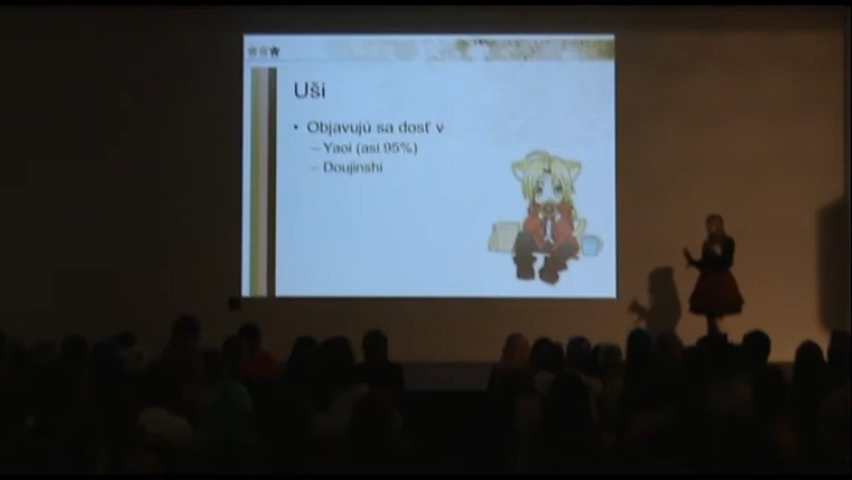 Uši
• Objavujú sa dosť v
– Yaoi (asi 95%)
– Doujinshi